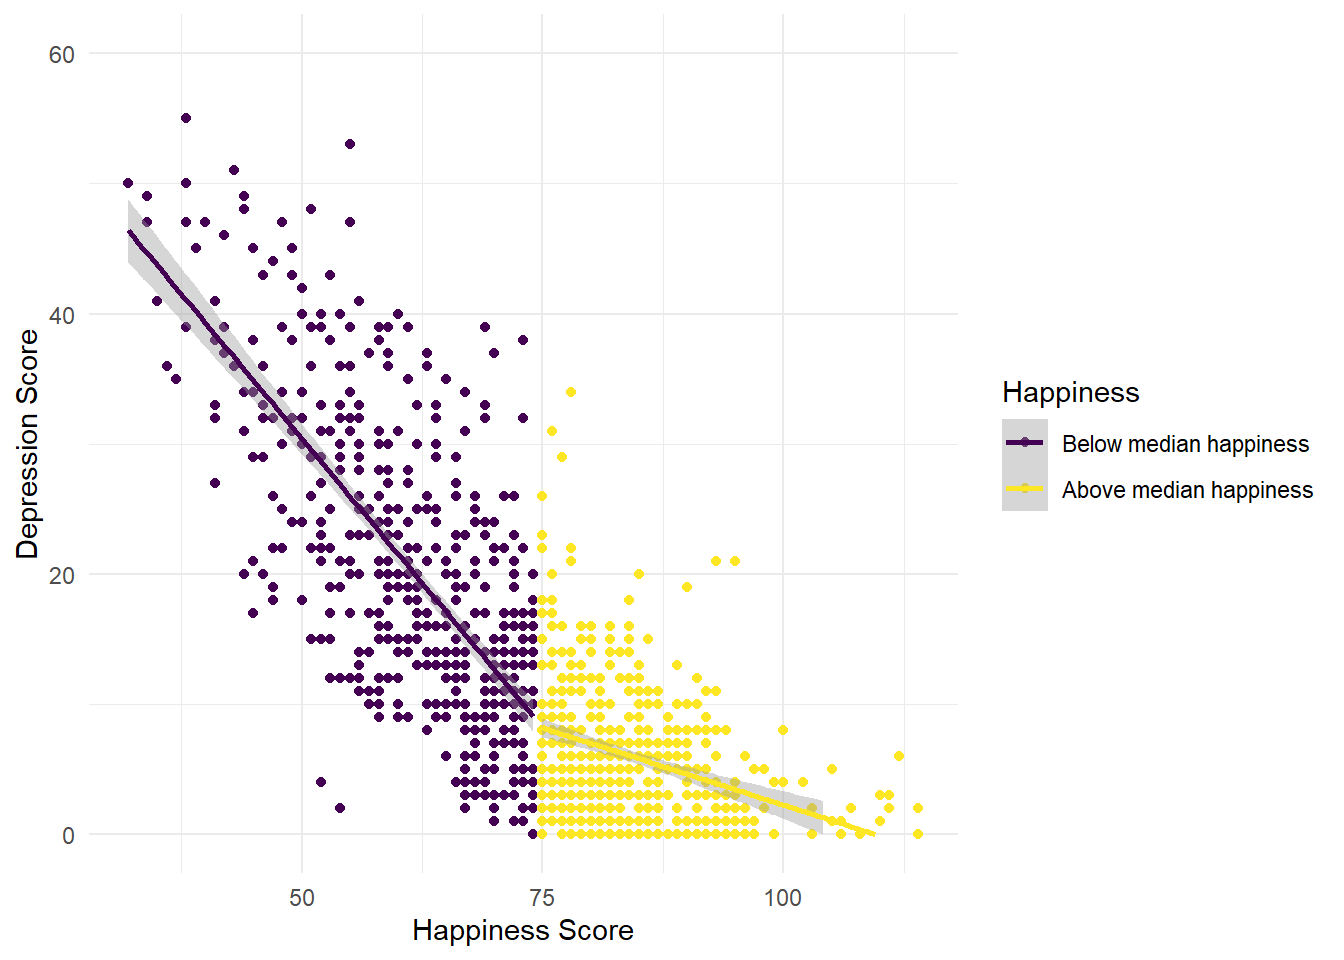 60
40
20
0
Depression Score
50
75
100
Happiness Score
Happiness
Below median happiness
Above median happiness